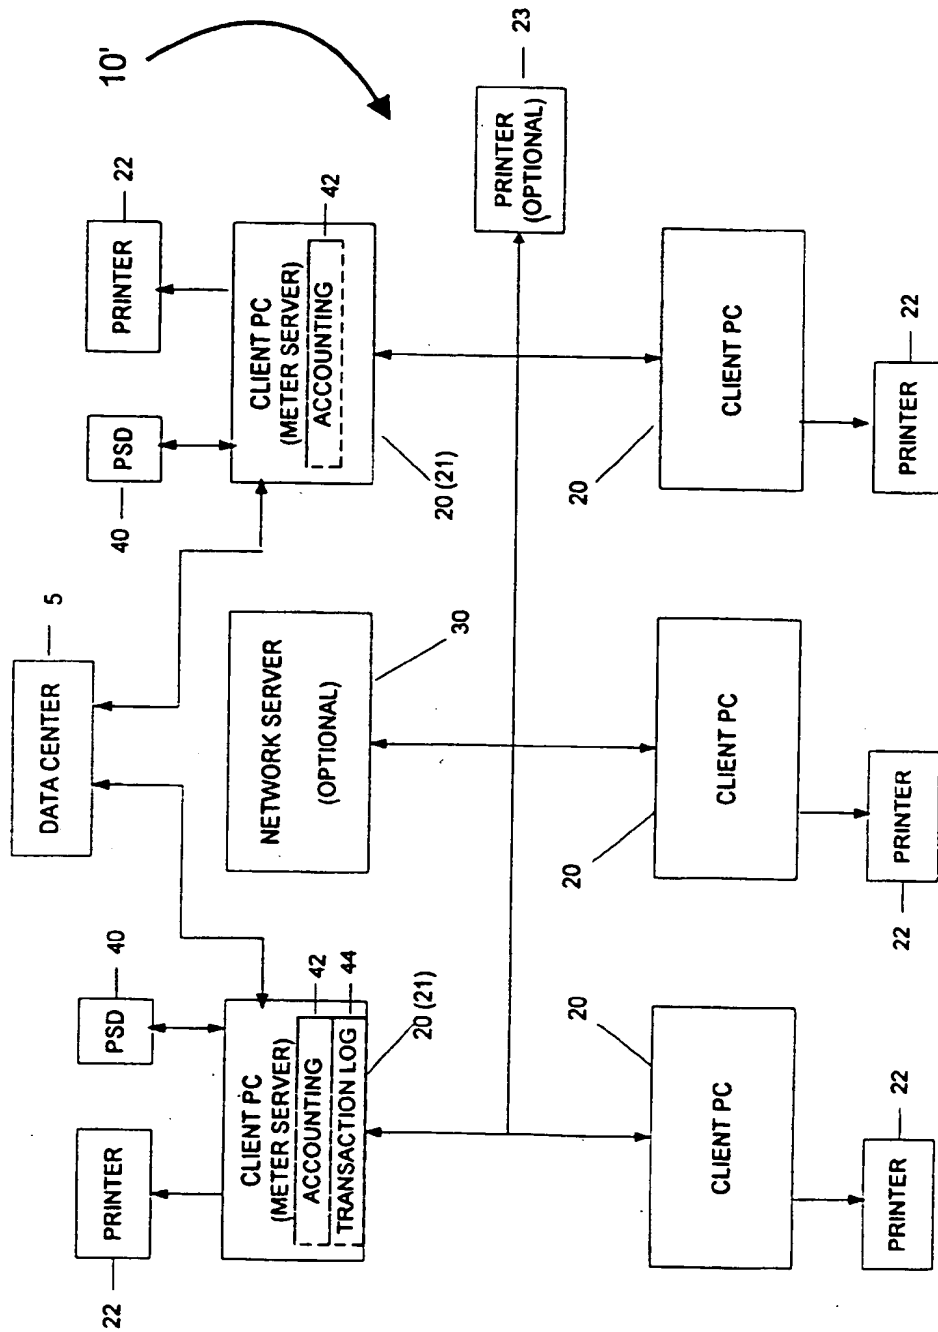 10'
DATA CENTER
5
PRINTER
22
PSD
40
CLIENT PC
(METER SERVER)
ACCOUNTING
42
TRANSACTION LOG
44
20 (21)
NETWORK SERVER
(OPTIONAL)
30
PSD
40
PRINTER
22
CLIENT PC
(METER SERVER)
ACCOUNTING
42
20 (21)
PRINTER
(OPTIONAL)
23
CLIENT PC
20
PRINTER
22
CLIENT PC
20
PRINTER
22
CLIENT PC
20
PRINTER
22